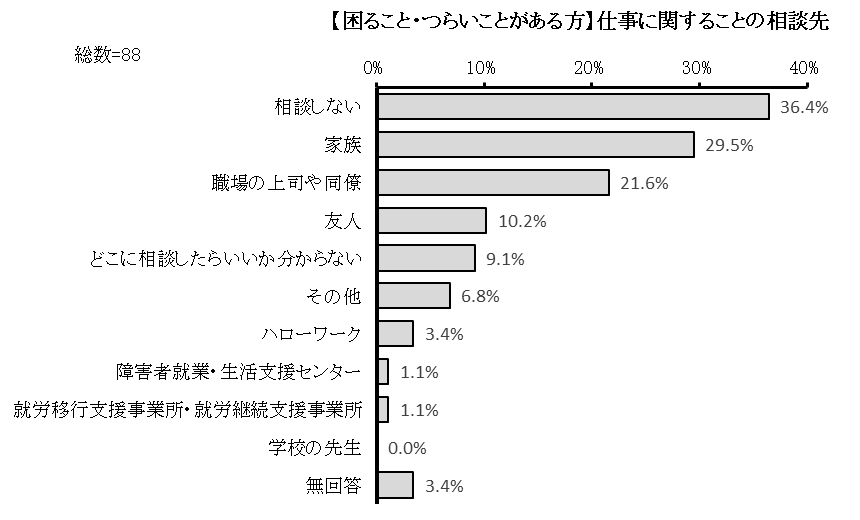 【困ること・つらいことがある方】仕事に関することの相談先
総数=88
0% 10% 20% 30% 40%
相談しない 36.4%
家族 29.5%
職場の上司や同僚 21.6%
友人 10.2%
どこに相談したらいいか分からない 9.1%
その他 6.8%
ハローワーク 3.4%
障害者就業・生活支援センター 1.1%
就労移行支援事業所・就労継続支援事業所 1.1%
学校の先生 0.0%
無回答 3.4%